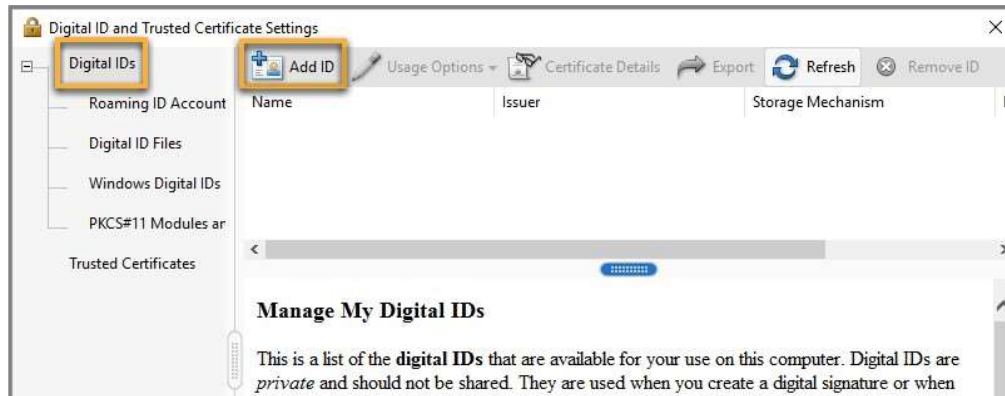 Digital ID and Trusted Certificate Settings
Digital IDs
Add ID Usage Options Certificate Details Export Refresh Remove ID
Roaming ID Account
Name Issuer Storage Mechanism
Digital ID Files
Windows Digital IDs
PKCS#11 Modules ar
Trusted Certificates
Manage My Digital IDs
This is a list of the digital IDs that are available for your use on this computer. Digital IDs are
private and should not be shared. They are used when you create a digital signature or when